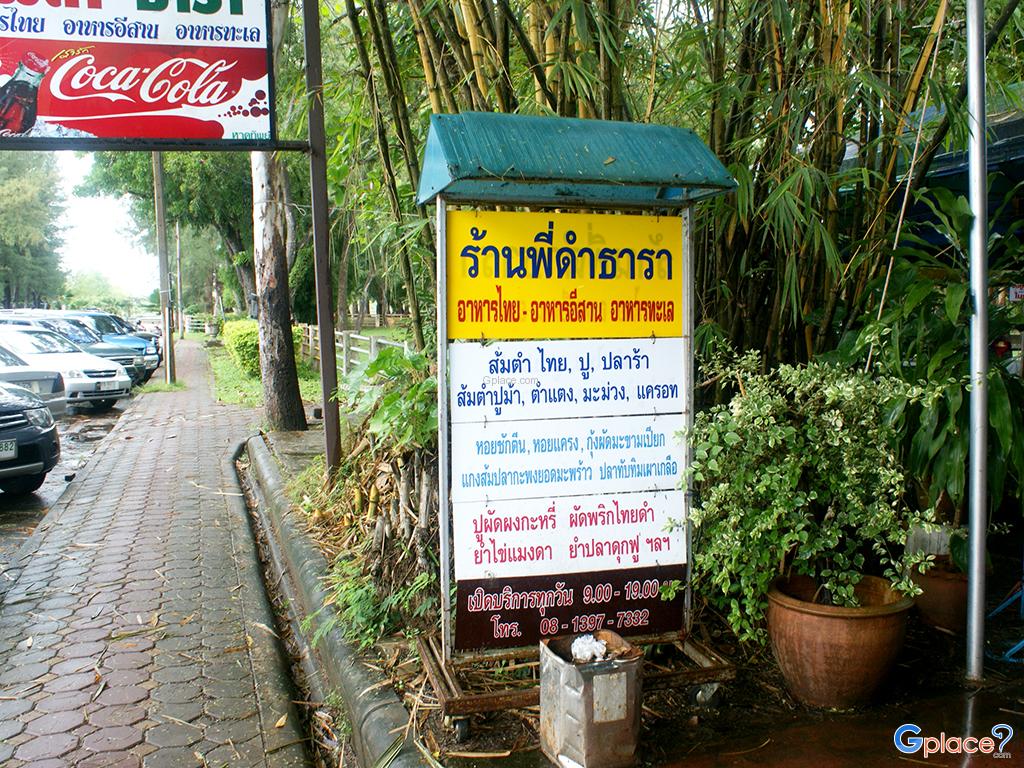 รไทย อาหารอีสาน อาหารทะเล
Coca-Cola
ร้านพี่ดำธารา
อาหารไทย - อาหารอีสาน อาหารทะเล
ส้มตำ ไทย, ปู, ปลาร้า
Gplace.com
ส้มตำปูม้า, ตำแตง, มะม่วง, แครอท
หอยชักตีน, หอยแครง, กุ้งผัดมะขามเปียก
แกงส้มปลากะพงยอดมะพร้าว ปลาทับทิมเผาเกลือ
ปูผัดผงกะหรี่ ผัดพริกไทยดำ
ยำไข่แมงดา ยำปลาดุกฟู ฯลฯ
เปิดบริการทุกวัน 9.00 - 19.00 น
โทร. 08 - 1397 - 7332
882
Gplace?
.com